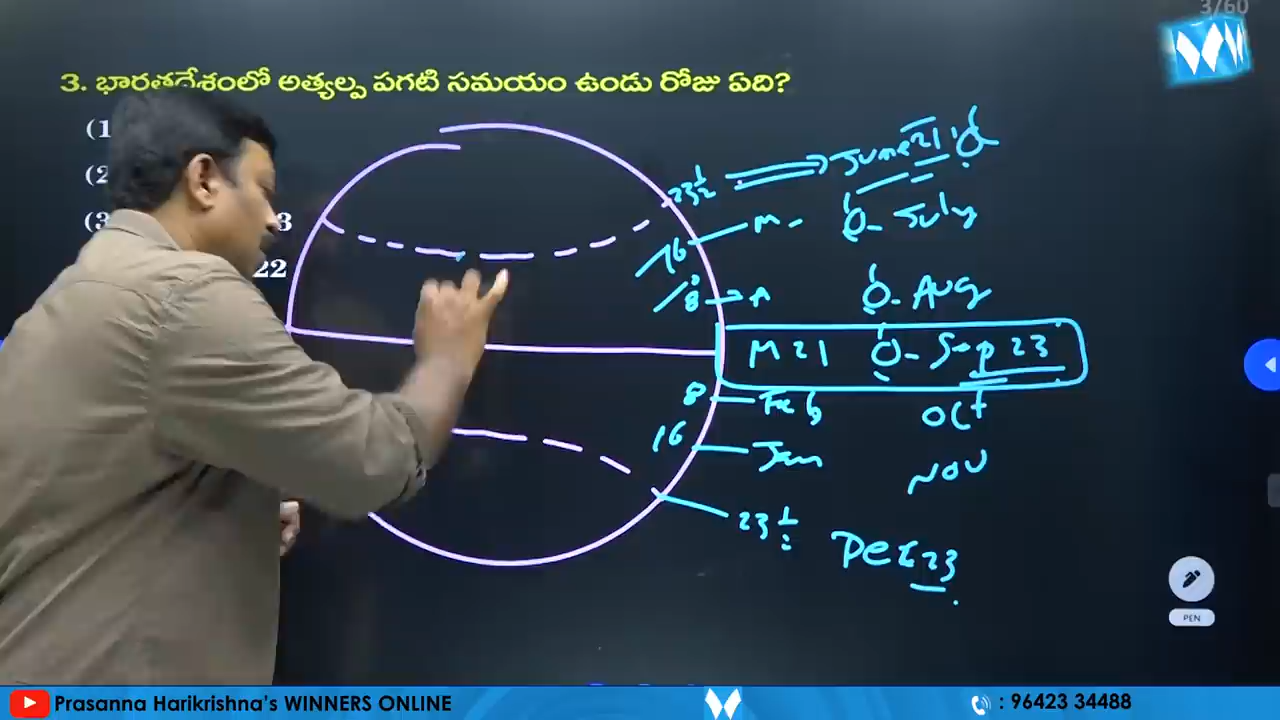 3/60
3. భారతదేశంలో అత్యల్ప పగటి సమయం ఉండు రోజు ఏది?
(1
(2
(3 3
22
23½ June 21
16 M July
8 A Aug
M 21 Sep 23
8 Feb Oct
16 Jan Nov
23½ Dec 23
PEN
Prasanna Harikrishna's WINNERS ONLINE : 96423 34488